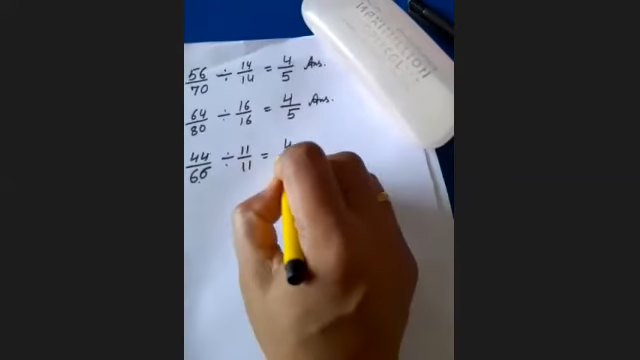 56/70 ÷ 14/14 = 4/5 Ans.
64/80 ÷ 16/16 = 4/5 Ans.
44/66 ÷ 11/11 = 4